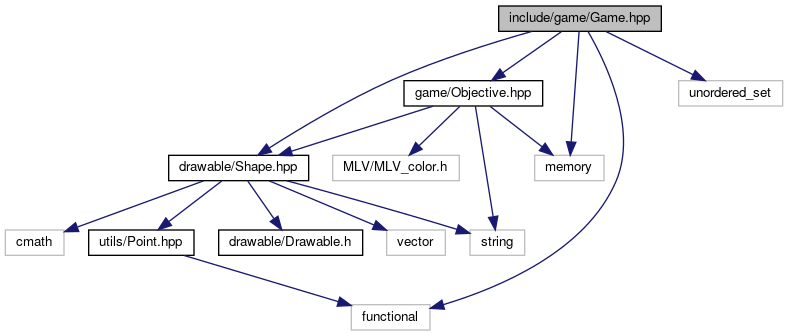 include/game/Game.hpp
game/Objective.hpp
unordered_set
drawable/Shape.hpp
MLV/MLV_color.h
memory
cmath
utils/Point.hpp
drawable/Drawable.h
vector
string
functional